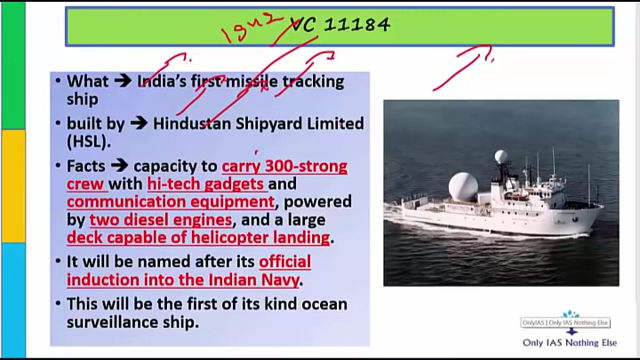 1842
VC 11184
• What → India's first missile tracking
ship
• built by → Hindustan Shipyard Limited
(HSL).
• Facts → capacity to carry 300-strong
crew with hi-tech gadgets and
communication equipment, powered
by two diesel engines, and a large
deck capable of helicopter landing.
• It will be named after its official
induction into the Indian Navy.
• This will be the first of its kind ocean
surveillance ship.
OnlyIAS | Only IAS Nothing Else
Only IAS Nothing Else